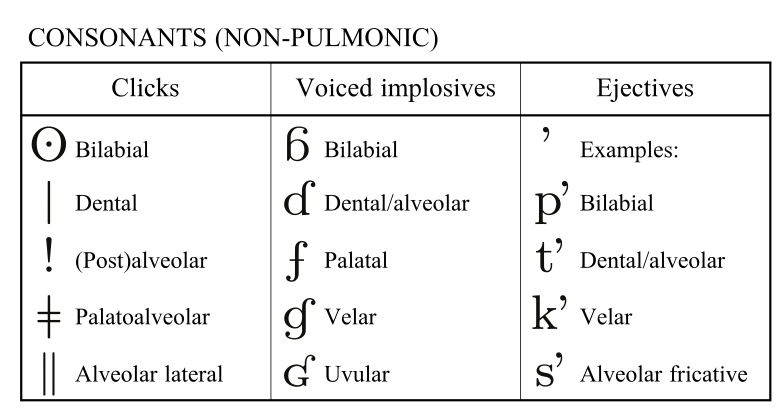 CONSONANTS (NON-PULMONIC)
Clicks Voiced implosives Ejectives
ʘ Bilabial ɓ Bilabial ʼ Examples:
ǀ Dental ɗ Dental/alveolar pʼ Bilabial
ǃ (Post)alveolar ʄ Palatal tʼ Dental/alveolar
ǂ Palatoalveolar ɠ Velar kʼ Velar
ǁ Alveolar lateral ʛ Uvular sʼ Alveolar fricative